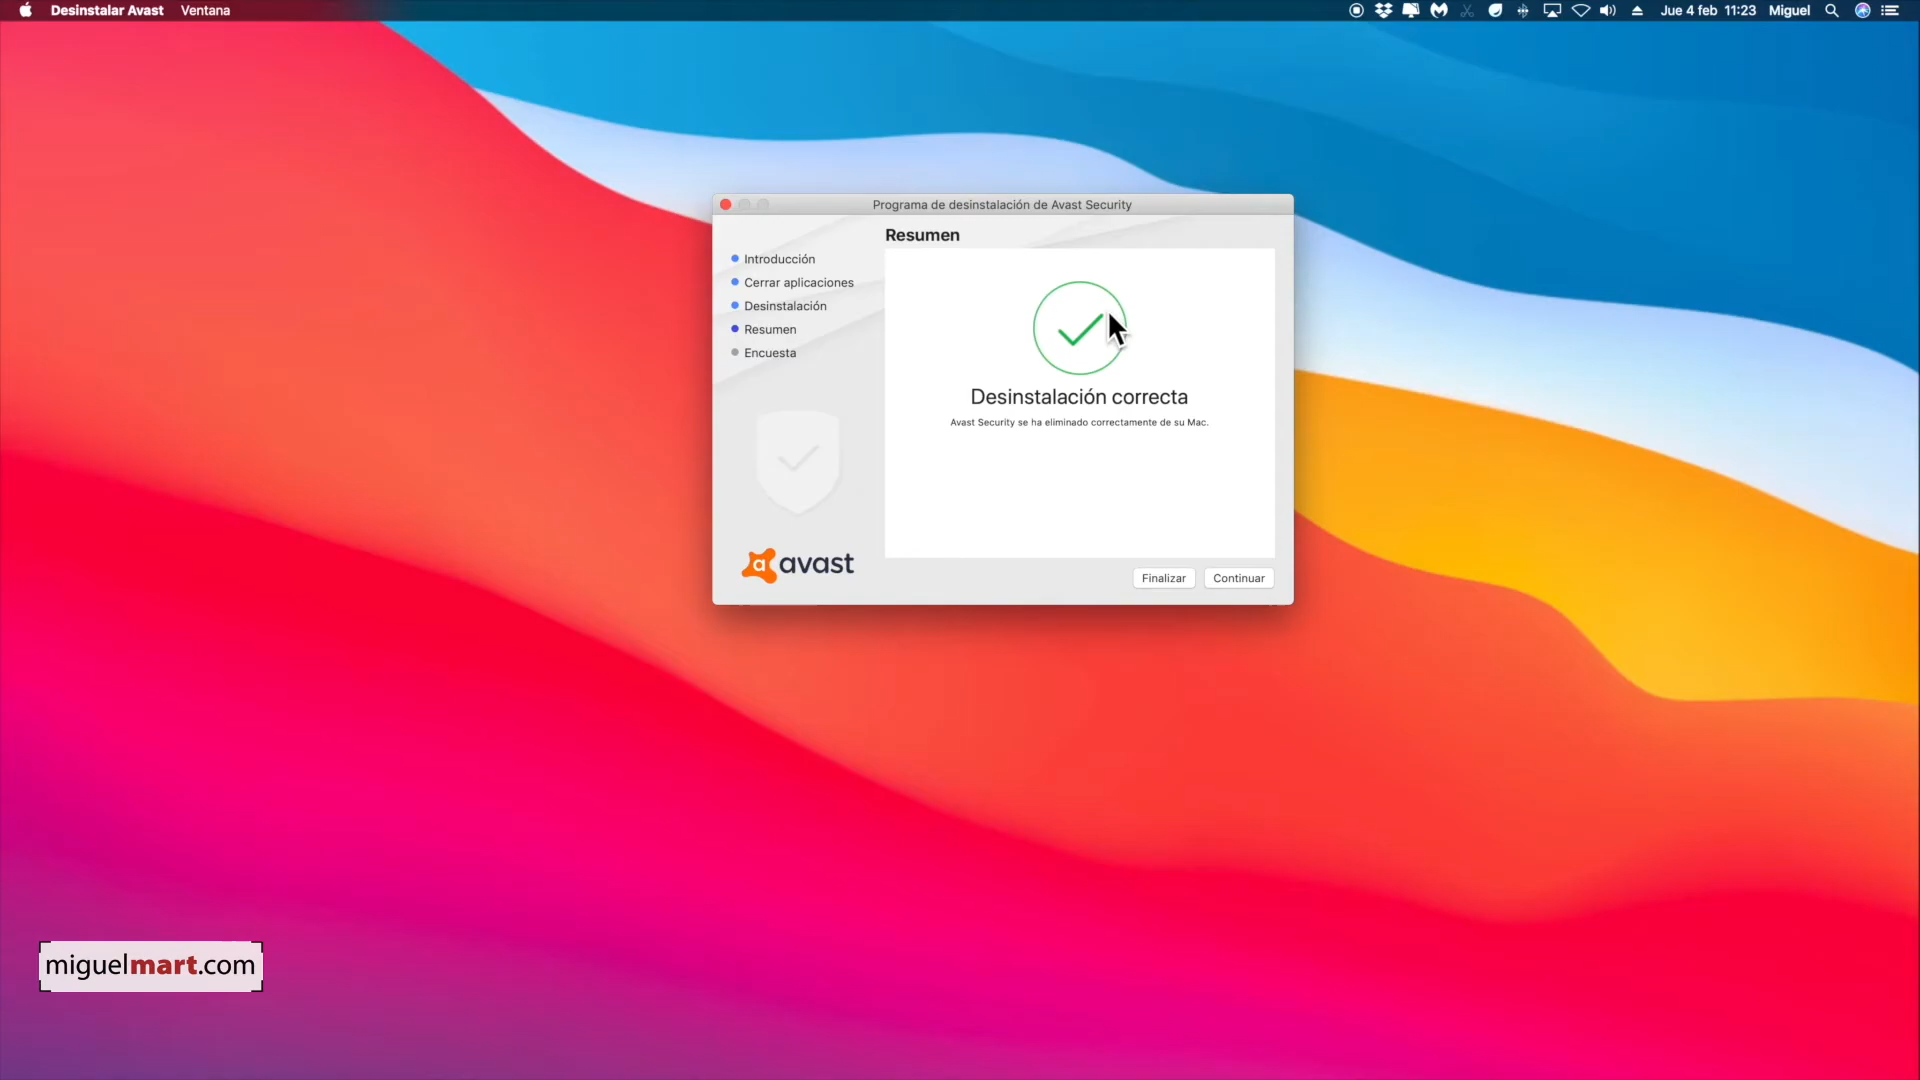 Desinstalar Avast Ventana
Jue 4 feb 11:23 Miguel
Programa de desinstalación de Avast Security
Resumen
Introducción
Cerrar aplicaciones
Desinstalación
Resumen
Encuesta
Desinstalación correcta
Avast Security se ha eliminado correctamente de su Mac.
avast
Finalizar Continuar
miguelmart.com